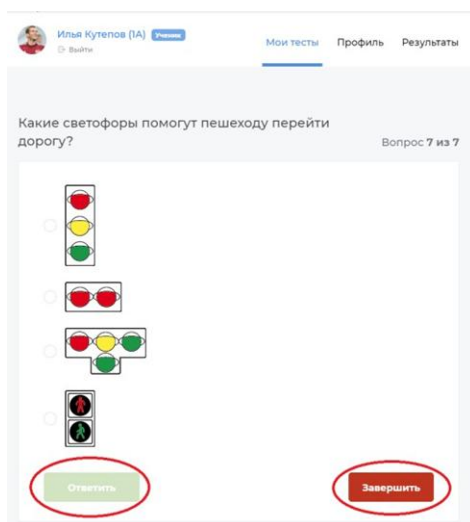 Илья Кутепов (1А) Ученик
Выйти
Мои тесты Профиль Результаты
Какие светофоры помогут пешеходу перейти
дорогу?
Вопрос 7 из 7
Ответить
Завершить